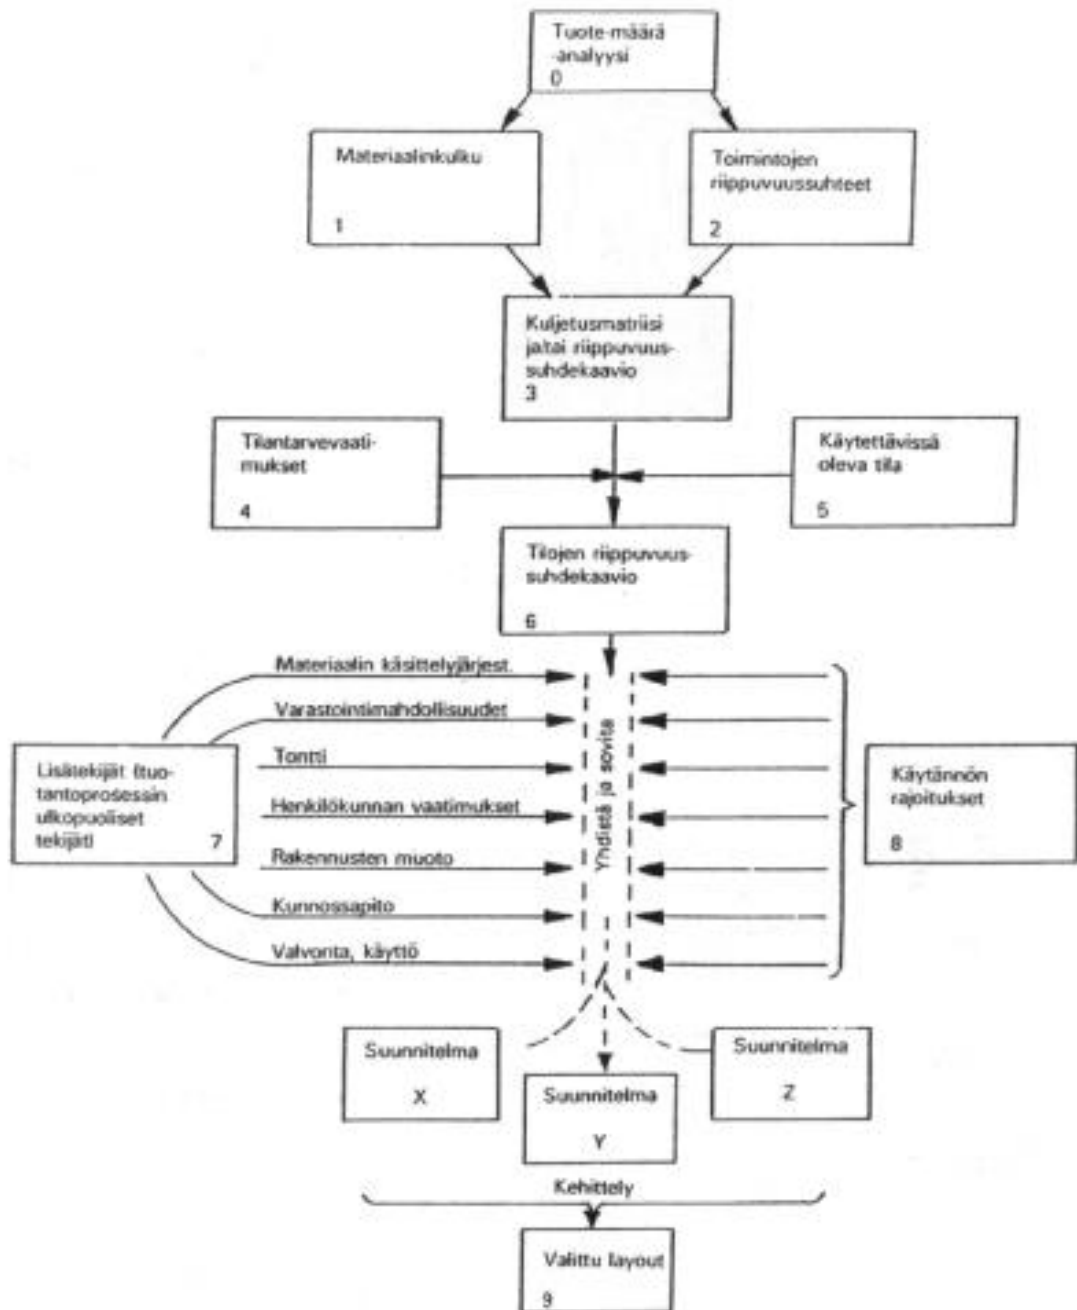 Tuote-määrä
-analyysi
0
Materiaalinkulku
1
Toimintojen
riippuvuussuhteet
2
Kuljetusmatriisi
ja/tai riippuvuus-
suhdekaavio
3
Tilantarvevaati-
mukset
4
Käytettävissä
oleva tila
5
Tilojen riippuvuus-
suhdekaavio
6
Materiaalin käsittelyjärjest.
Varastointimahdollisuudet
Tontti
Henkilökunnan vaatimukset
Rakennusten muoto
Kunnossapito
Valvonta, käyttö
Lisätekijät (tuo-
tantoprosessin
ulkopuoliset
tekijät)
7
Yhdistä ja sovita
Käytännön
rajoitukset
8
Suunnitelma
X
Suunnitelma
Y
Suunnitelma
Z
Kehittely
Valittu layout
9